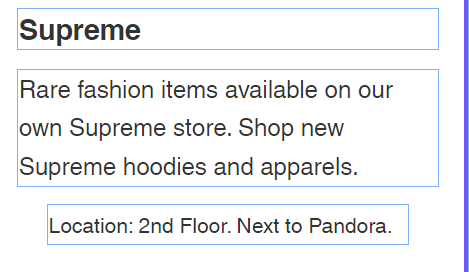 Supreme
Rare fashion items available on our
own Supreme store. Shop new
Supreme hoodies and apparels.
Location: 2nd Floor. Next to Pandora.